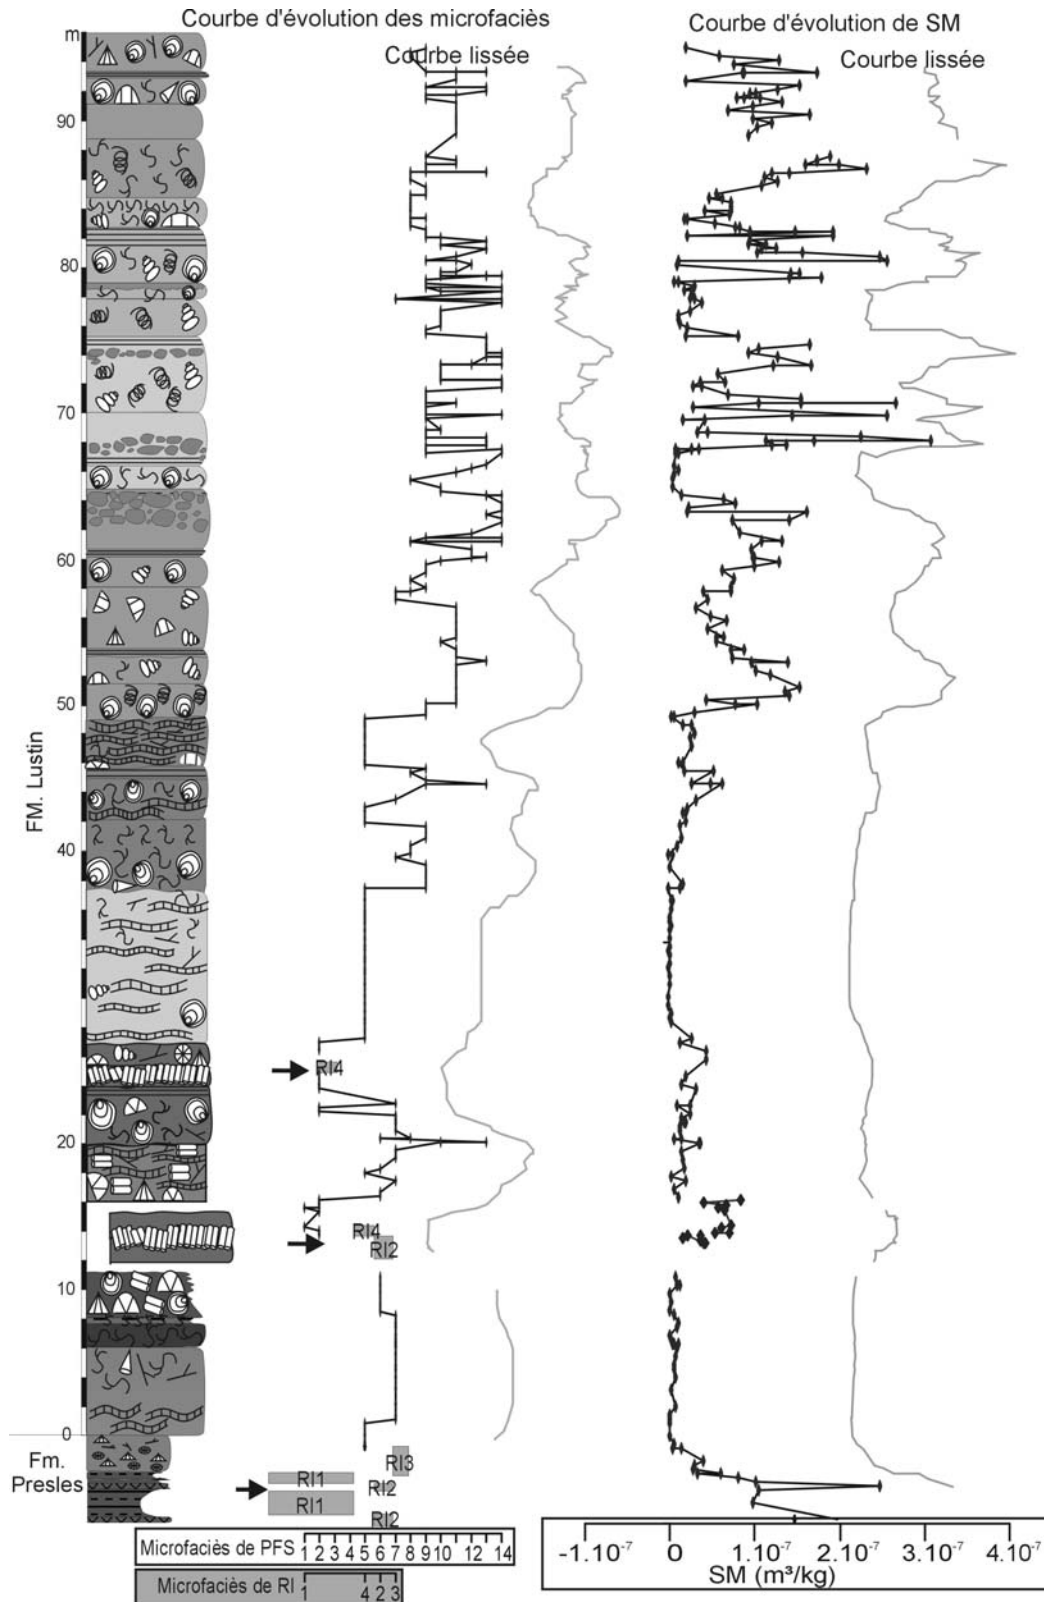 Courbe d'évolution des microfaciès
Courbe d'évolution de SM
Courbe lissée
Courbe lissée
m
90
80
70
60
50
40
30
20
10
0
FM. Lustin
Fm.
Presles
RI4
RI4
RI2
RI3
RI1
RI2
RI1
RI2
Microfaciès de PFS 1 2 3 4 5 6 7 8 9 10 12 14
Microfaciès de RI 1 4 2 3
-1.10⁻⁷ 0 1.10⁻⁷ 2.10⁻⁷ 3.10⁻⁷ 4.10⁻⁷
SM (m³/kg)